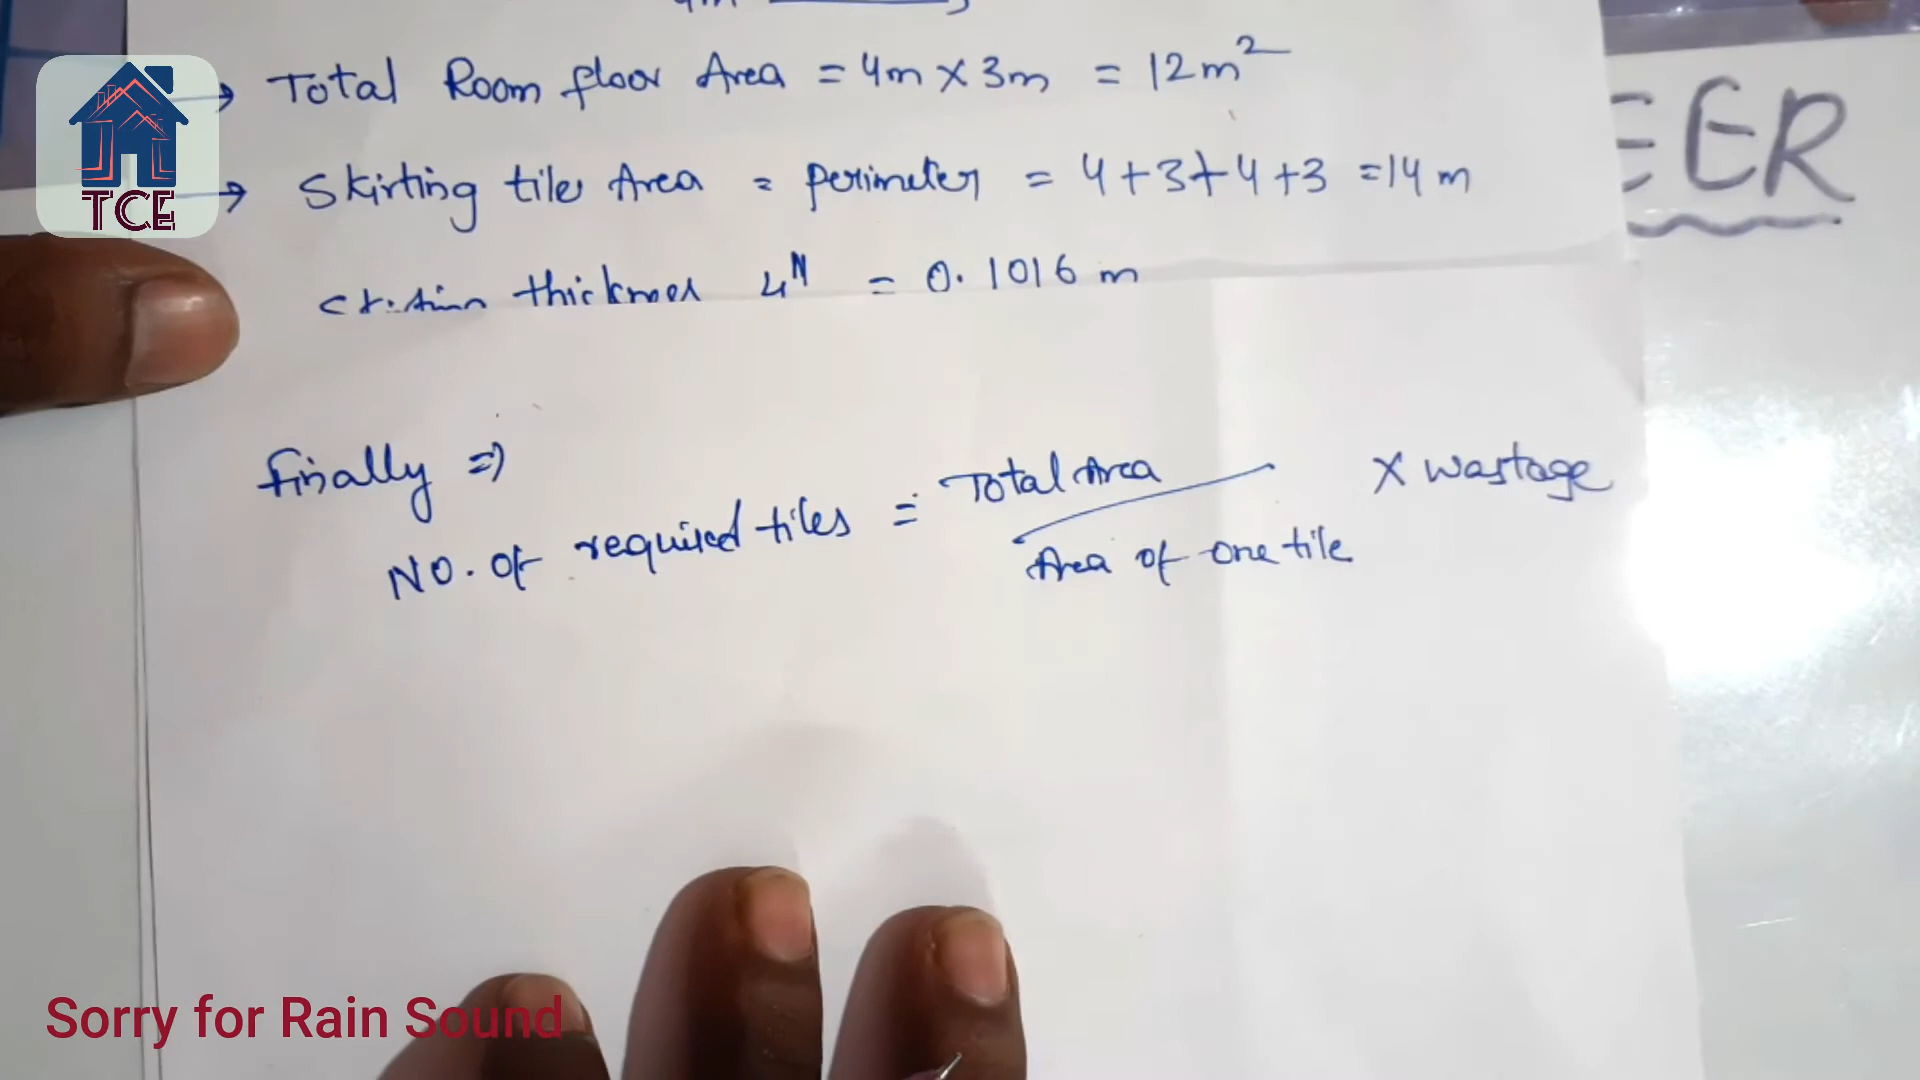 Total Room floor Area = 4m × 3m = 12m²
Skirting tile Area = perimeter = 4+3+4+3 = 14m
thickness 4" = 0.1016 m
Finally ⇒
NO. of required tiles = Total Area / Area of one tile × wastage
EER
TCE
Sorry for Rain Sound